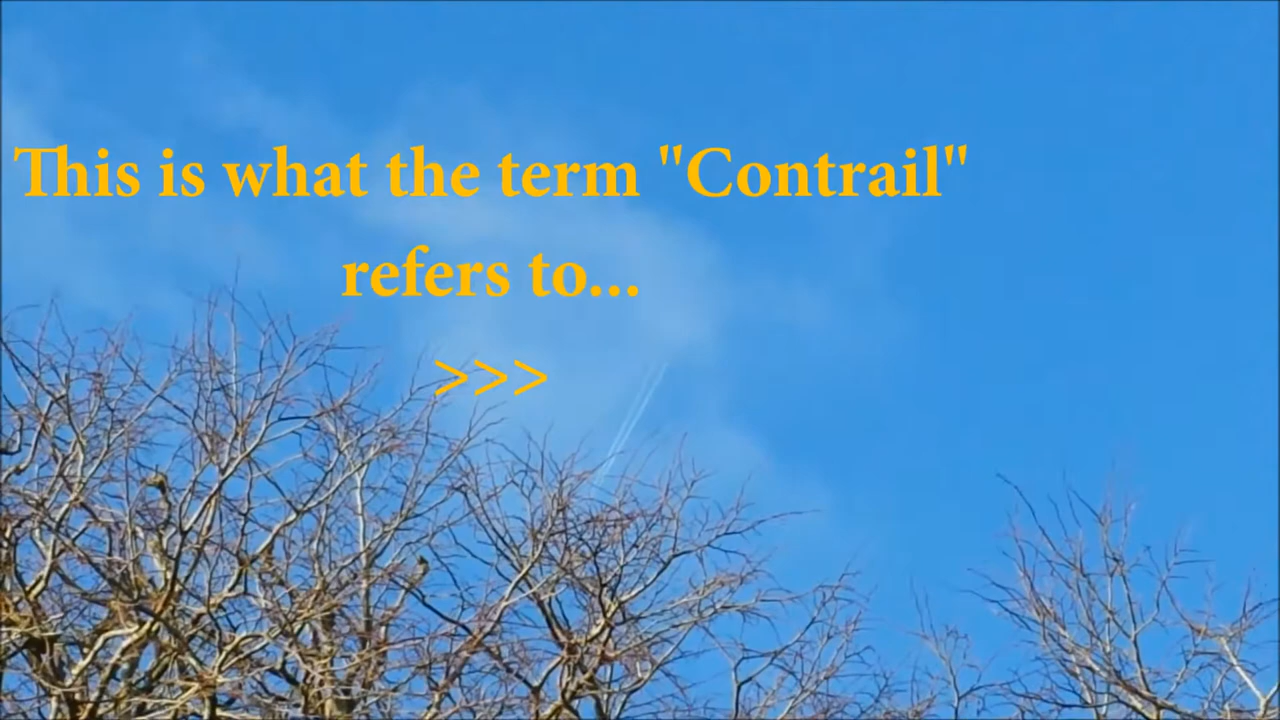 This is what the term "Contrail"
refers to...
>>>